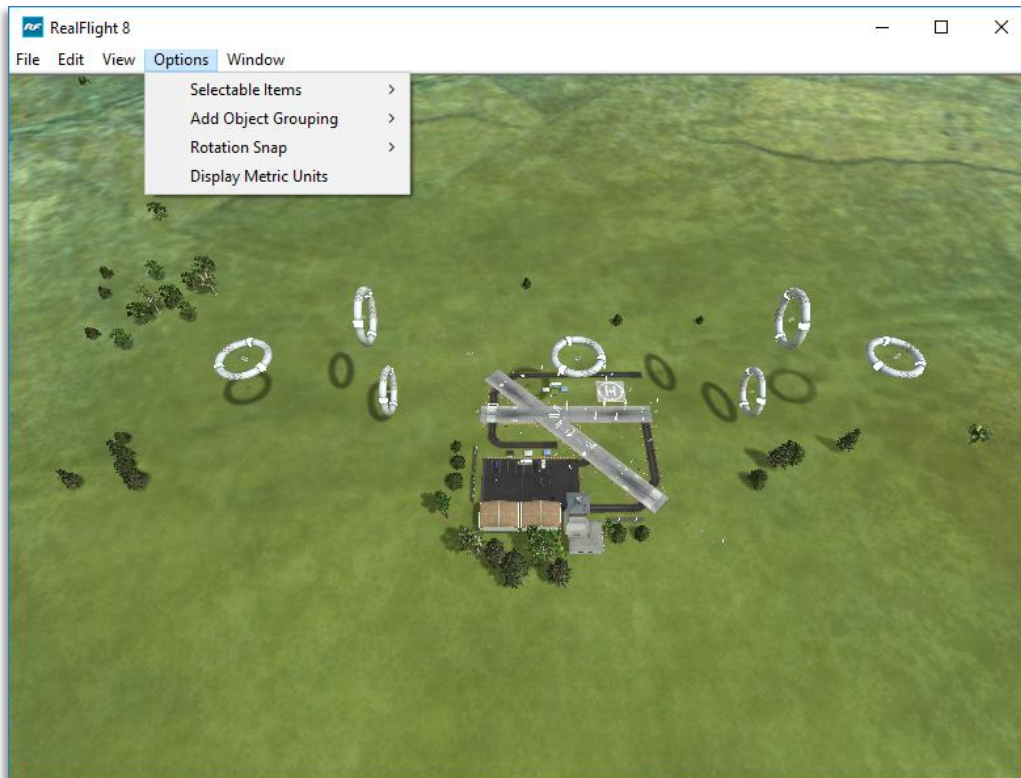 RF RealFlight 8
File Edit View Options Window
Selectable Items
Add Object Grouping
Rotation Snap
Display Metric Units
H